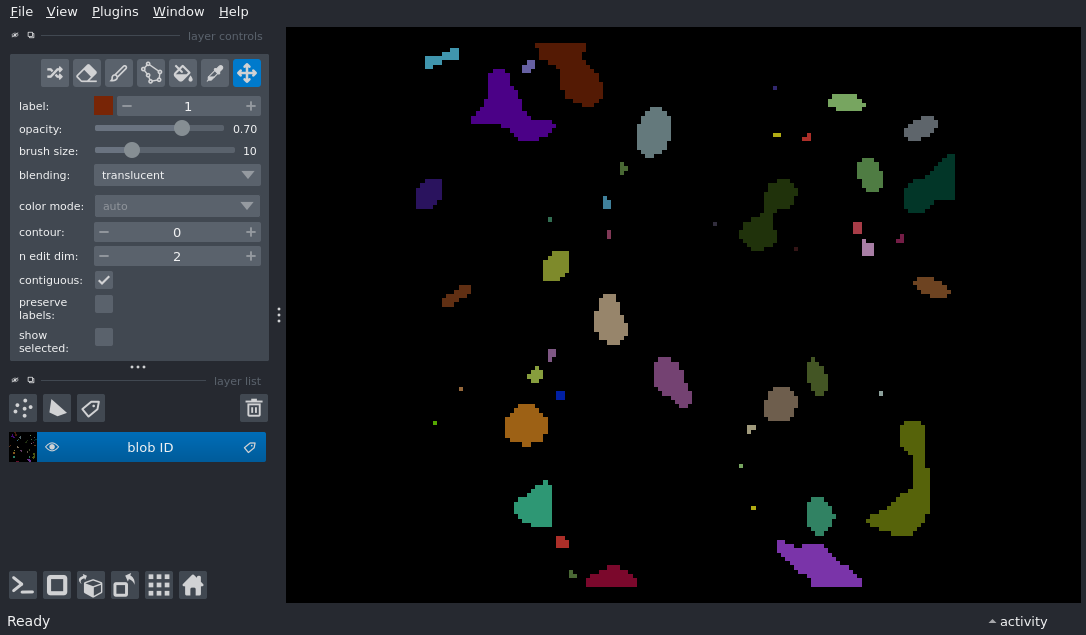 File View Plugins Window Help
layer controls
label: 1
opacity: 0.70
brush size: 10
blending: translucent
color mode: auto
contour: 0
n edit dim: 2
contiguous:
preserve
labels:
show
selected:
layer list
blob ID
Ready
activity